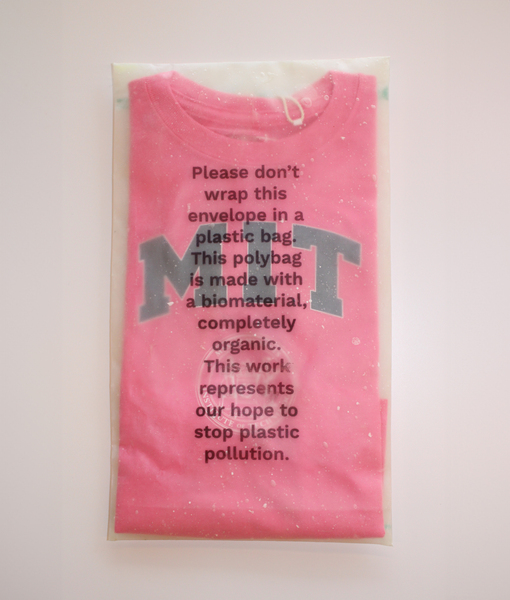 Please don't
wrap this
envelope in a
plastic bag.
This polybag
is made with
a biomaterial,
completely
organic.
This work
represents
our hope to
stop plastic
pollution.
MIT